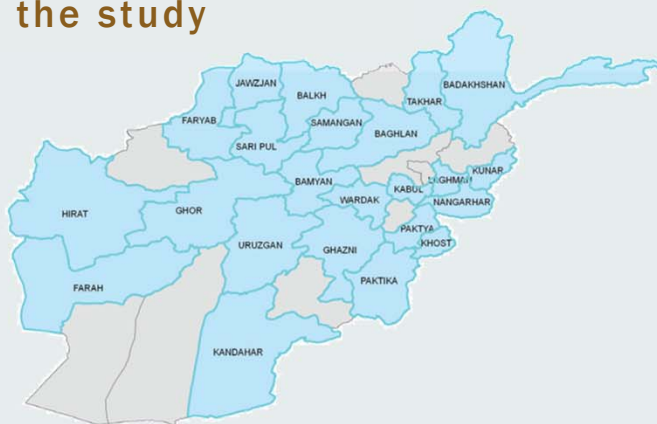 the study
JAWZJAN
BALKH
BADAKHSHAN
TAKHAR
FARYAB
SAMANGAN
BAGHLAN
SARI PUL
BAMYAN
KUNAR
KABUL
NANGARHAR
WARDAK
HIRAT
GHOR
PAKTYA
URUZGAN
GHAZNI
KHOST
PAKTIKA
FARAH
KANDAHAR